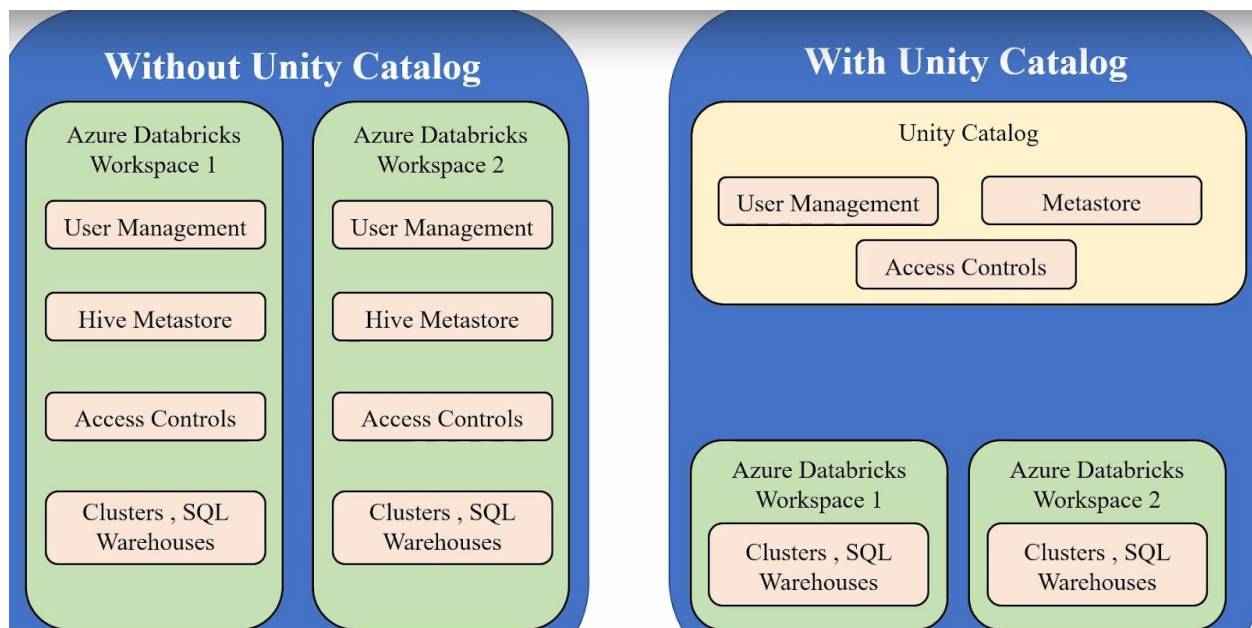 Without Unity Catalog
Azure Databricks
Workspace 1
User Management
Hive Metastore
Access Controls
Clusters , SQL
Warehouses
Azure Databricks
Workspace 2
User Management
Hive Metastore
Access Controls
Clusters , SQL
Warehouses
With Unity Catalog
Unity Catalog
User Management
Metastore
Access Controls
Azure Databricks
Workspace 1
Clusters , SQL
Warehouses
Azure Databricks
Workspace 2
Clusters , SQL
Warehouses